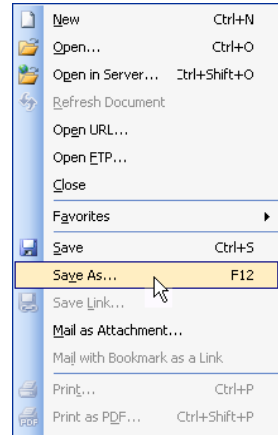 New Ctrl+N
Open... Ctrl+O
Open in Server... Ctrl+Shift+O
Refresh Document
Open URL...
Open FTP...
Close
Favorites
Save Ctrl+S
Save As... F12
Save Link...
Mail as Attachment...
Mail with Bookmark as a Link
Print... Ctrl+P
Print as PDF... Ctrl+Shift+P